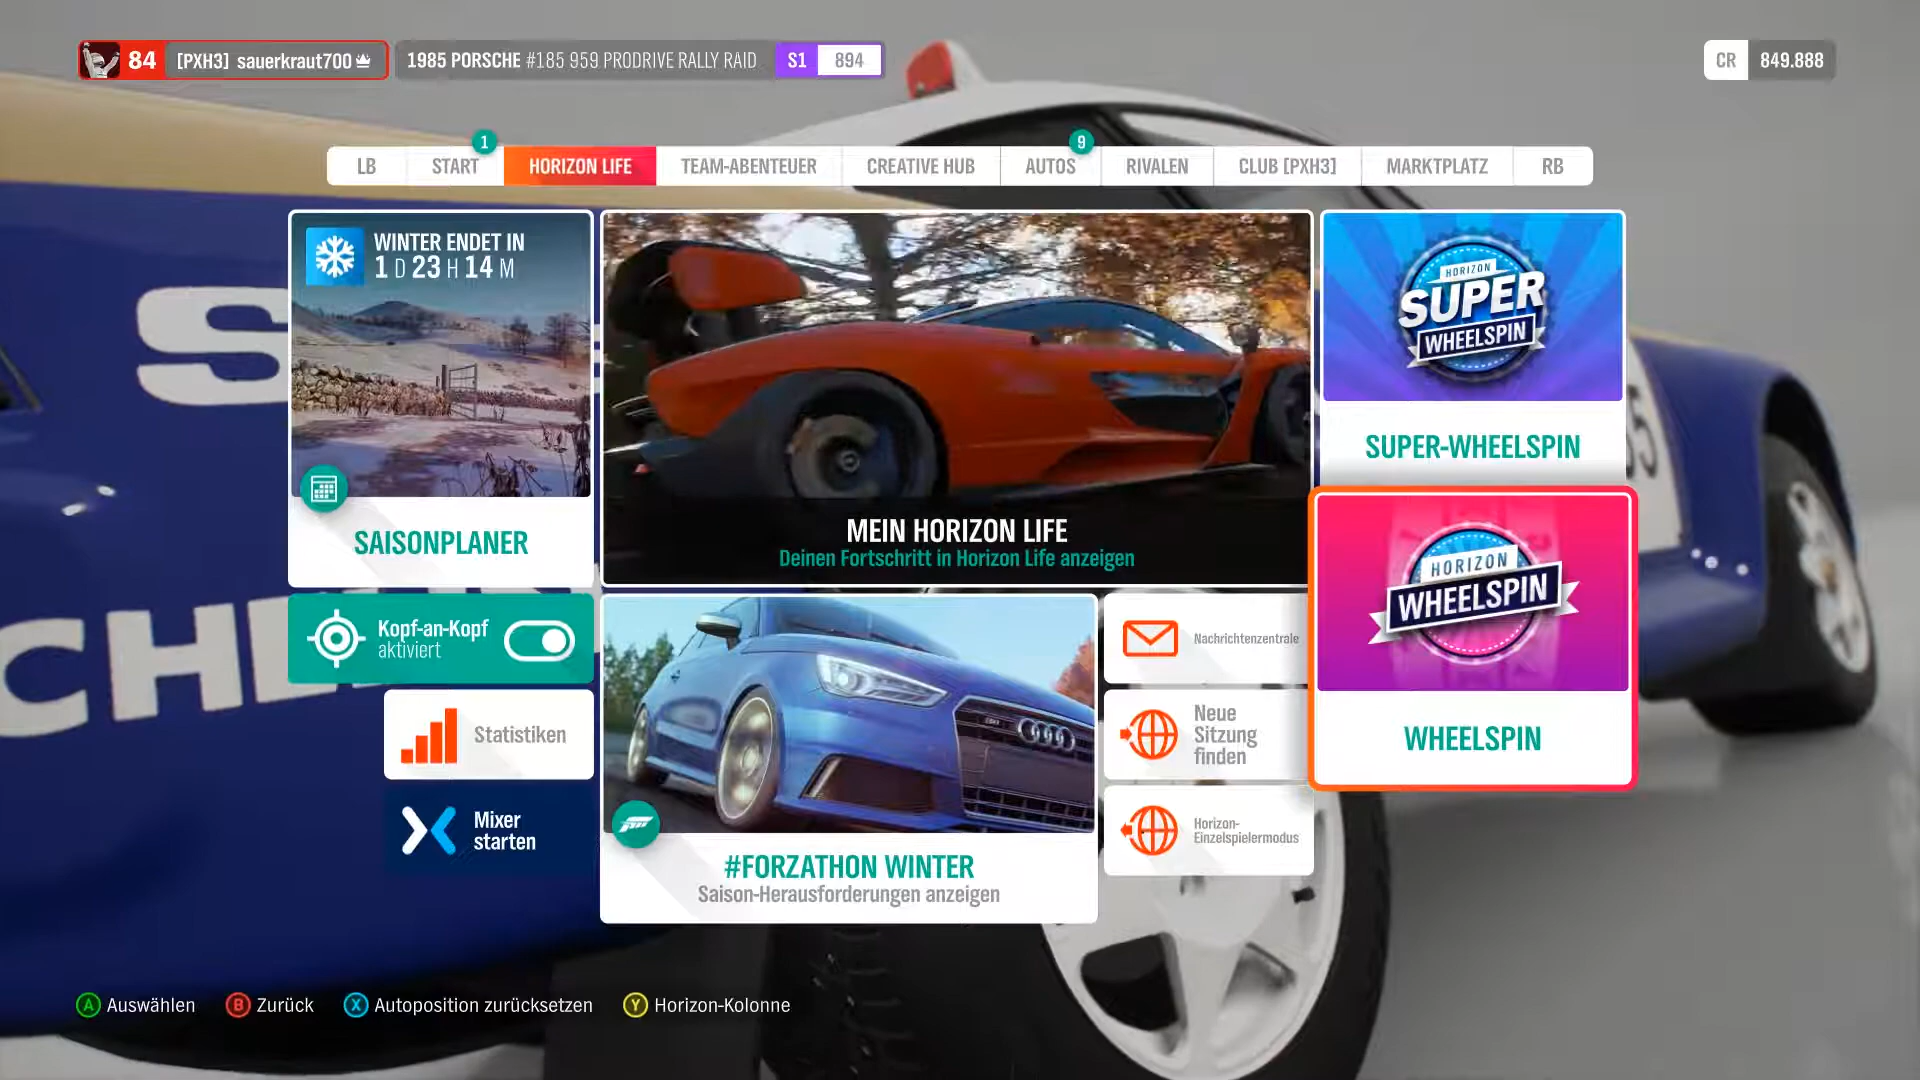 84 [PXH3] sauerkraut700
1985 PORSCHE #185 959 PRODRIVE RALLY RAID S1 894
CR 849.888
1
9
LB START HORIZON LIFE TEAM-ABENTEUER CREATIVE HUB AUTOS RIVALEN CLUB [PXH3] MARKTPLATZ RB
WINTER ENDET IN
1 D 23 H 14 M
SAISONPLANER
MEIN HORIZON LIFE
Deinen Fortschritt in Horizon Life anzeigen
HORIZON
SUPER
WHEELSPIN
SUPER-WHEELSPIN
Kopf-an-Kopf
aktiviert
Statistiken
Mixer
starten
#FORZATHON WINTER
Saison-Herausforderungen anzeigen
Nachrichtenzentrale
Neue
Sitzung
finden
Horizon-
Einzelspielermodus
HORIZON
WHEELSPIN
WHEELSPIN
A Auswählen B Zurück X Autoposition zurücksetzen Y Horizon-Kolonne